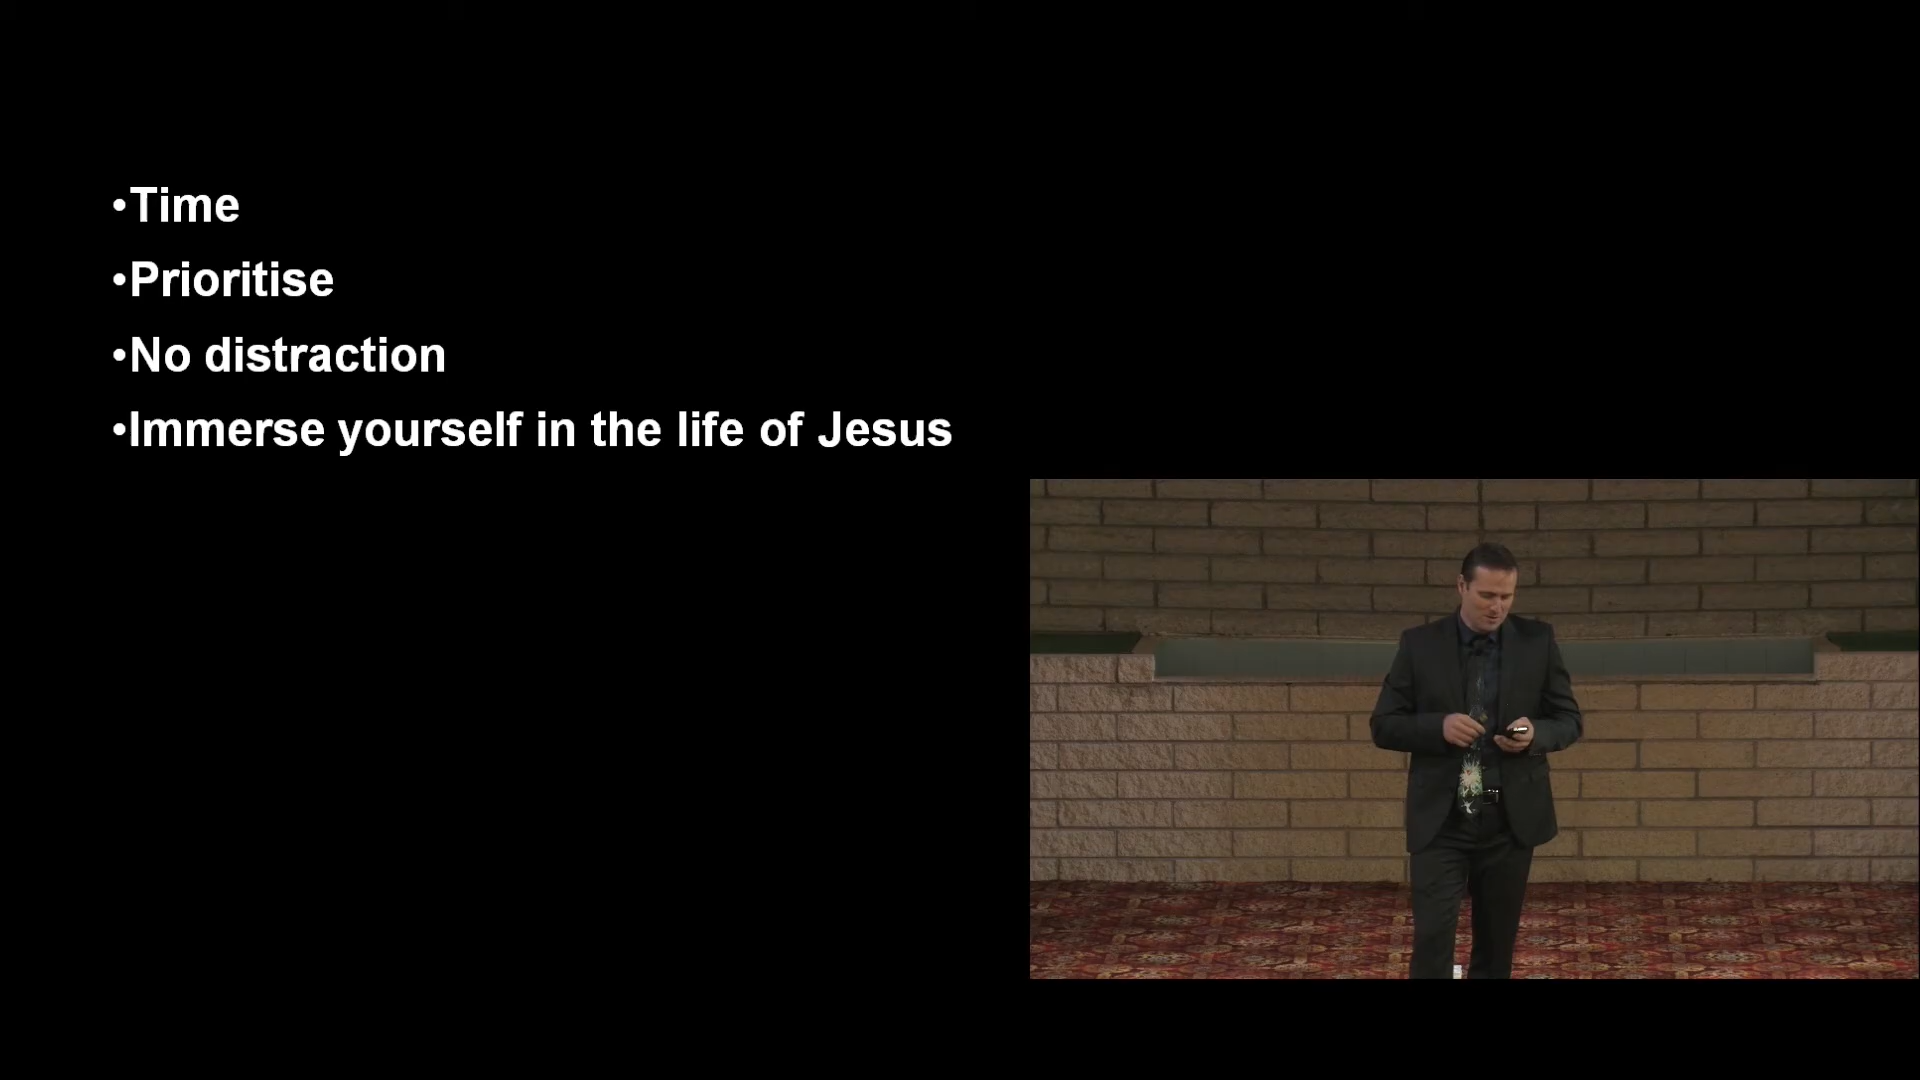 •Time
•Prioritise
•No distraction
•Immerse yourself in the life of Jesus